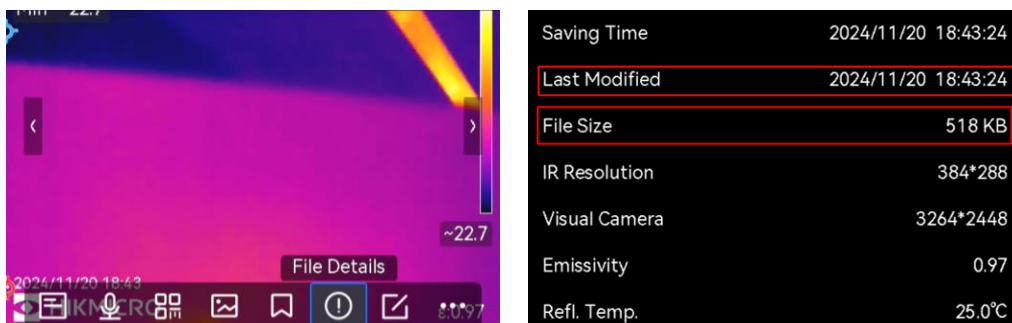 Min 22.7
~22.7
File Details
2024/11/20 18:43
HIKMICRO
ε:0.97
Saving Time 2024/11/20 18:43:24
Last Modified 2024/11/20 18:43:24
File Size 518 KB
IR Resolution 384*288
Visual Camera 3264*2448
Emissivity 0.97
Refl. Temp. 25.0℃